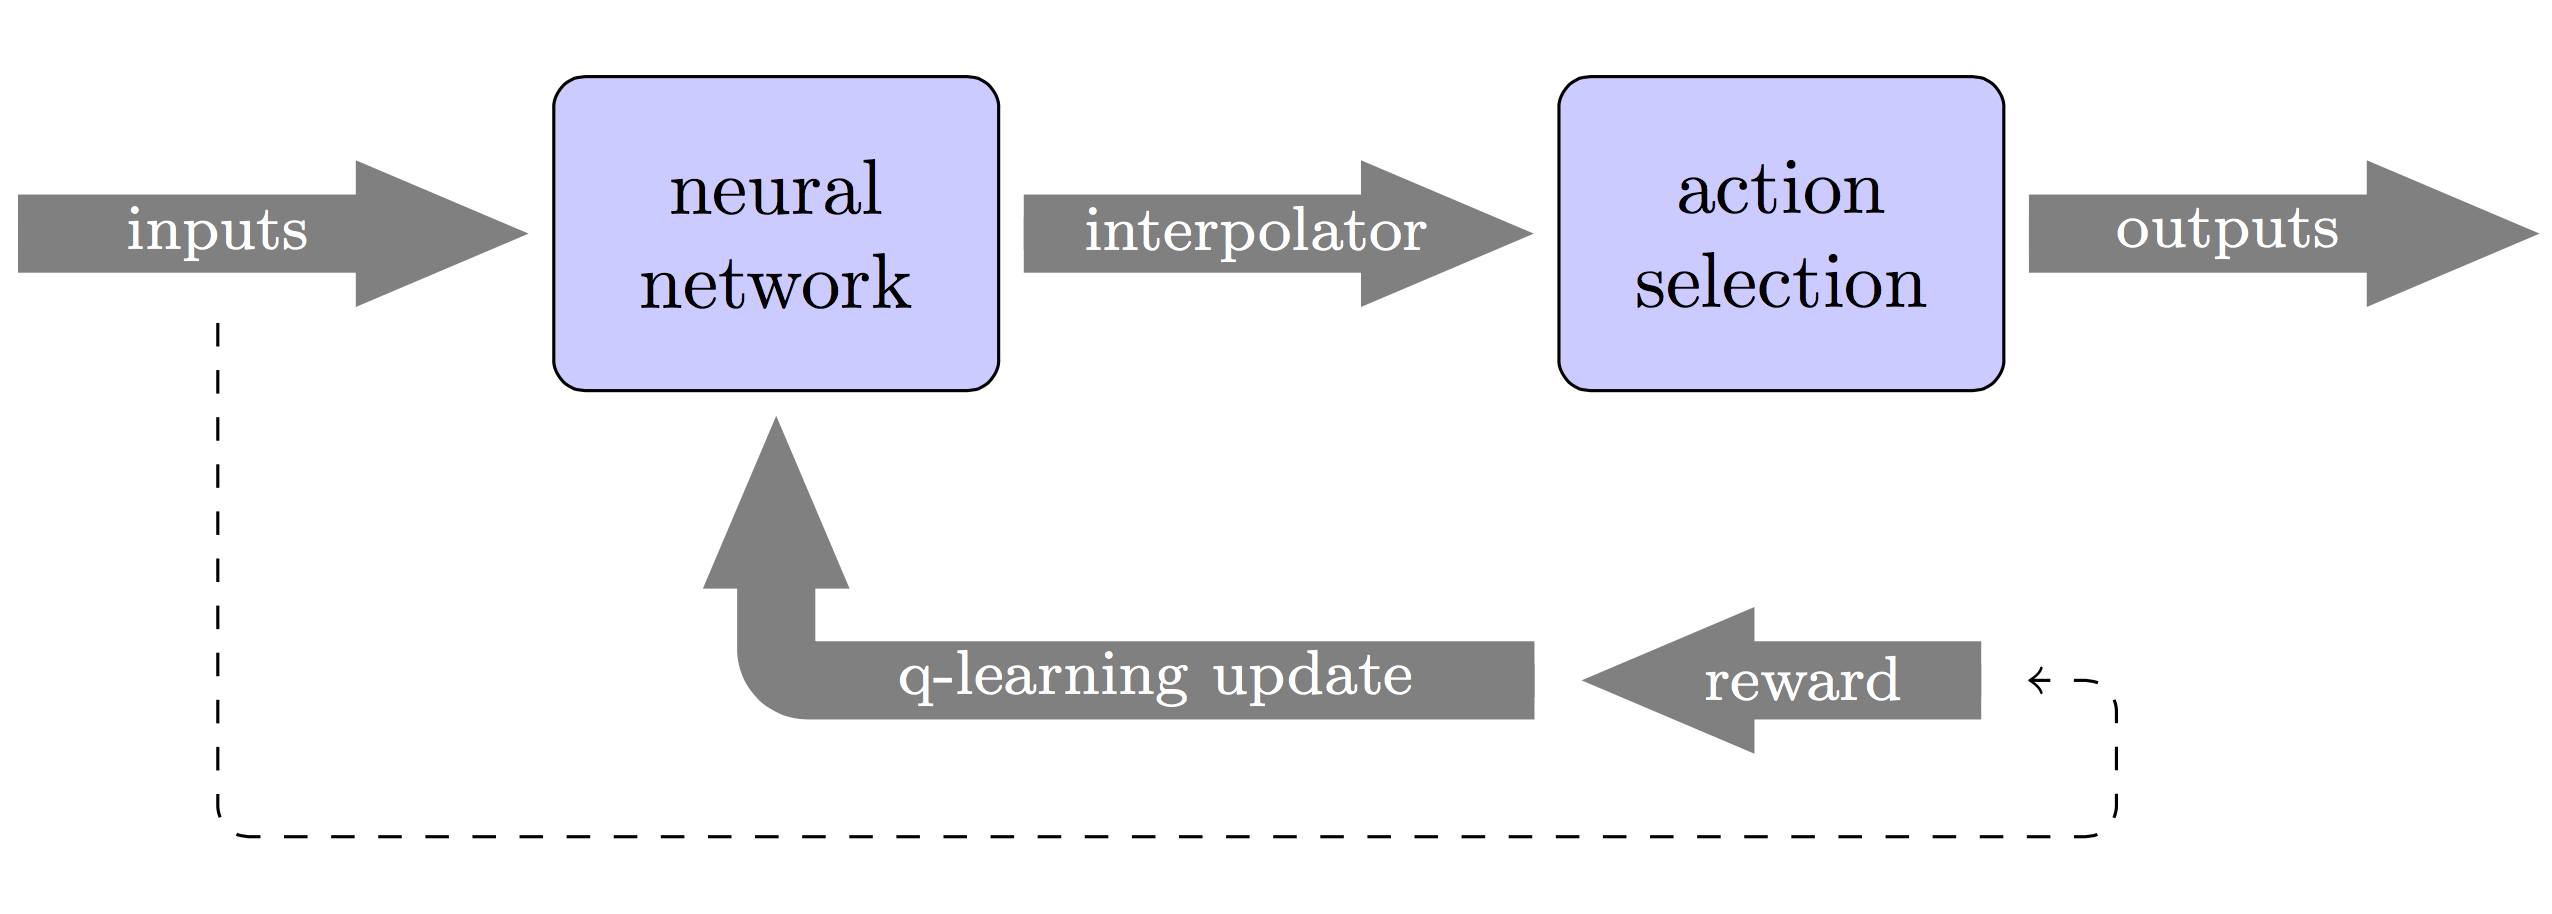 inputs
neural
network
interpolator
action
selection
outputs
q-learning update
reward